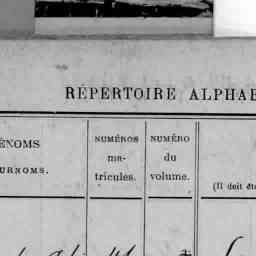 RÉPERTOIRE ALPHAB
ÉNOMS
URNOMS.
NUMÉROS
ma-
tricules.
NUMÉRO
du
volume.
(Il doit êt